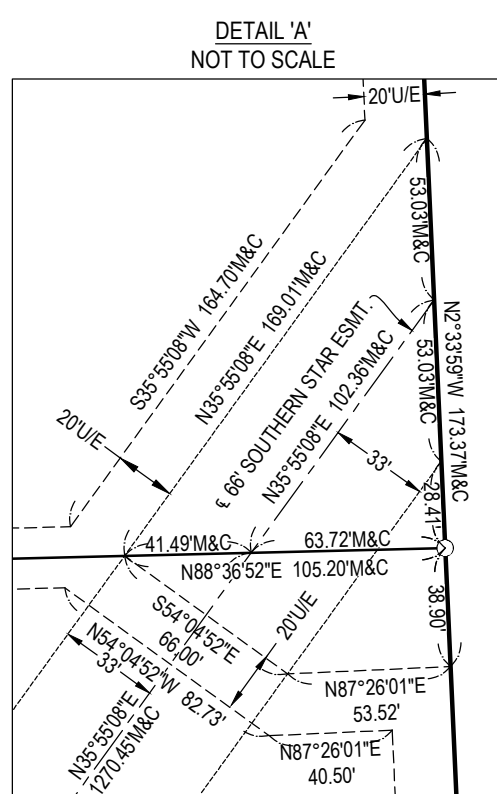 DETAIL 'A'
NOT TO SCALE
20'U/E
53.03'M&C
S35°55'08"W 164.70'M&C
N35°55'08"E 169.01'M&C
℄ 66' SOUTHERN STAR ESMT.
N35°55'08"E 102.36'M&C
N2°33'59"W 173.37'M&C
53.03'M&C
20'U/E
33'
28.41'
41.49'M&C
63.72'M&C
N88°36'52"E 105.20'M&C
38.90'
S54°04'52"E
66.00'
20'U/E
N54°04'52"W 82.73'
33'
N87°26'01"E
53.52'
N35°55'08"E
1270.45'M&C
N87°26'01"E
40.50'